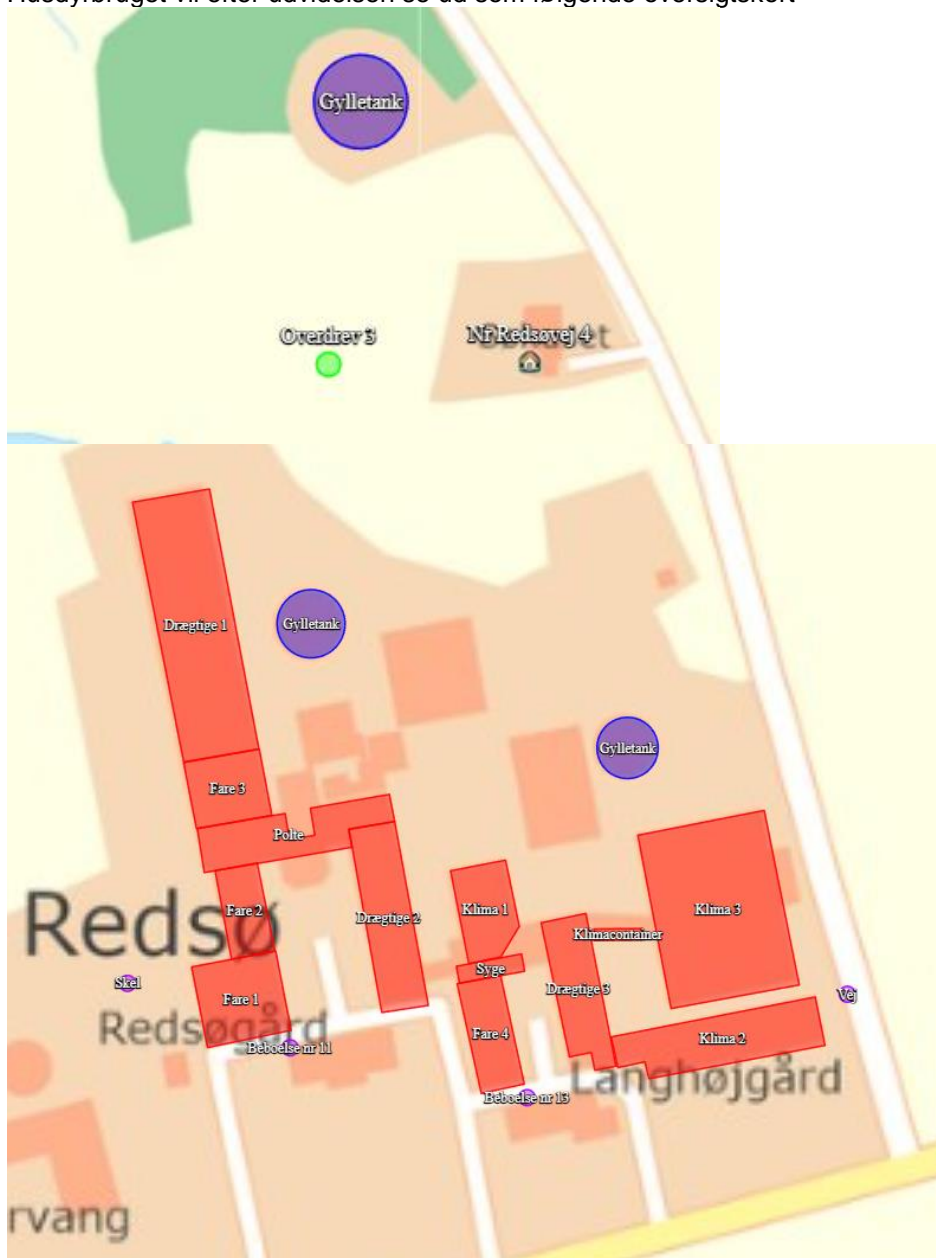 Husdyrbruget vil efter udvidelsen se ud som følgende oversigtskort
Gylletank
Overdrev 3
Nr Redsøvej 4
Drægtige 1
Gylletank
Gylletank
Fare 3
Polte
Fare 2
Drægtige 2
Klima 1
Klima 3
Klimacontainer
Redsø
Syge
Skel
Drægtige 3
Vej
Fare 1
Redsøgård
Fare 4
Klima 2
Beboelse nr 11
Langhøjgård
Beboelse nr 13
rvang